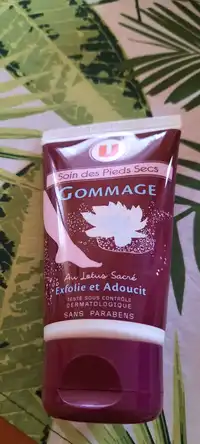 U
Soin des Pieds Secs
GOMMAGE
Au Lotus Sacré
Exfolie et Adoucit
TESTÉ SOUS CONTRÔLE
DERMATOLOGIQUE
SANS PARABENS